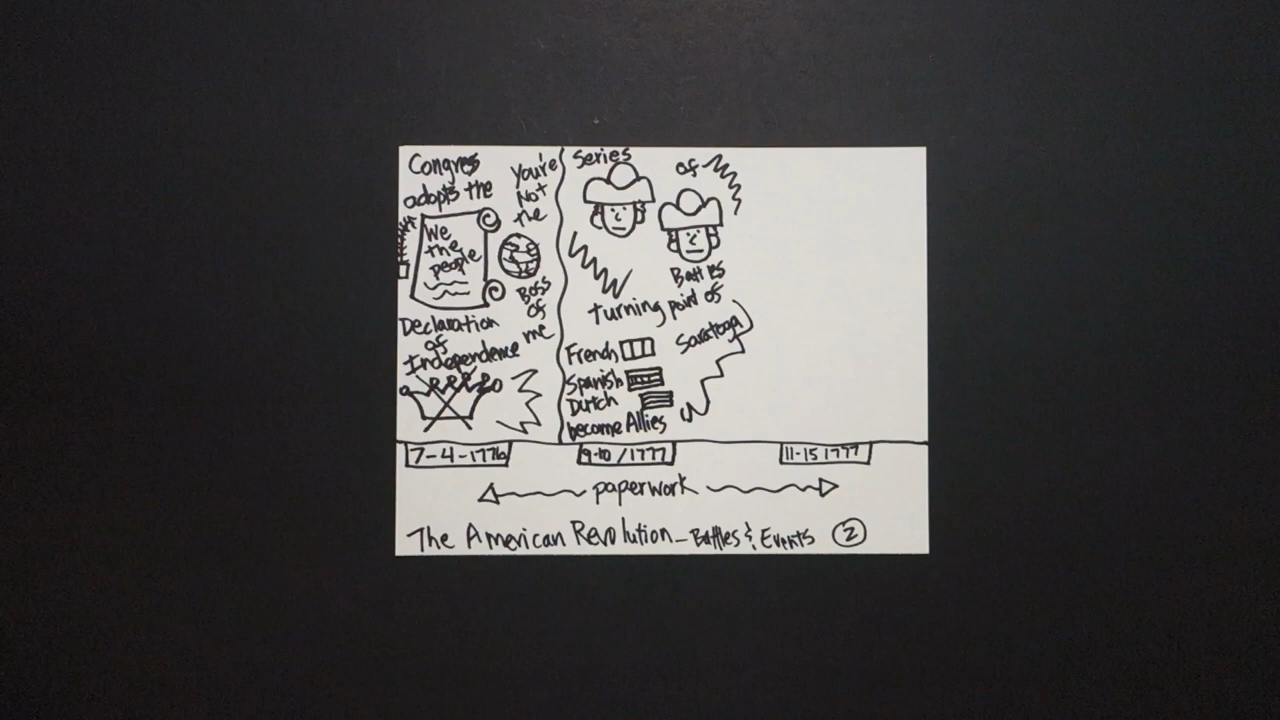 Congres
adopts the
We
the
people
Declaration
of
Independence
You're
Not
the
Boss
of
me
Series
of
Battles
turning point of
Saratoga
French
Spanish
Dutch
become Allies
7-4-1776
9-10/1777
11-15 1777
paperwork
The American Revolution - Battles & Events 2